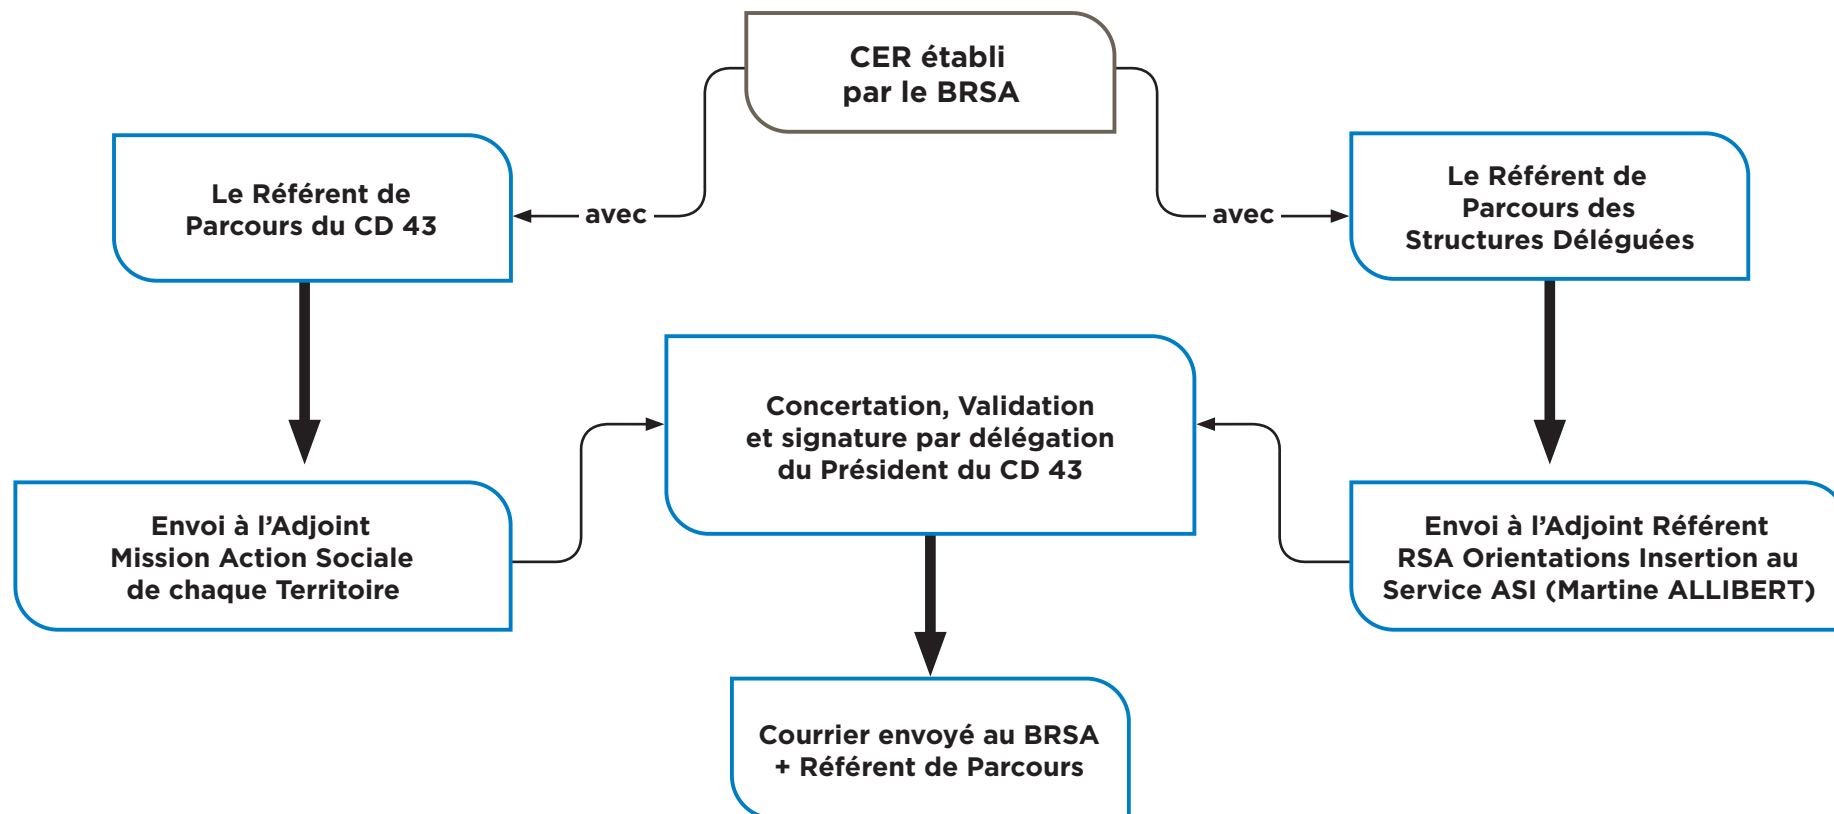 CER établi
par le BRSA
Le Référent de
Parcours du CD 43
avec
avec
Le Référent de
Parcours des
Structures Déléguées
Concertation, Validation
et signature par délégation
du Président du CD 43
Envoi à l’Adjoint
Mission Action Sociale
de chaque Territoire
Envoi à l’Adjoint Référent
RSA Orientations Insertion au
Service ASI (Martine ALLIBERT)
Courrier envoyé au BRSA
+ Référent de Parcours